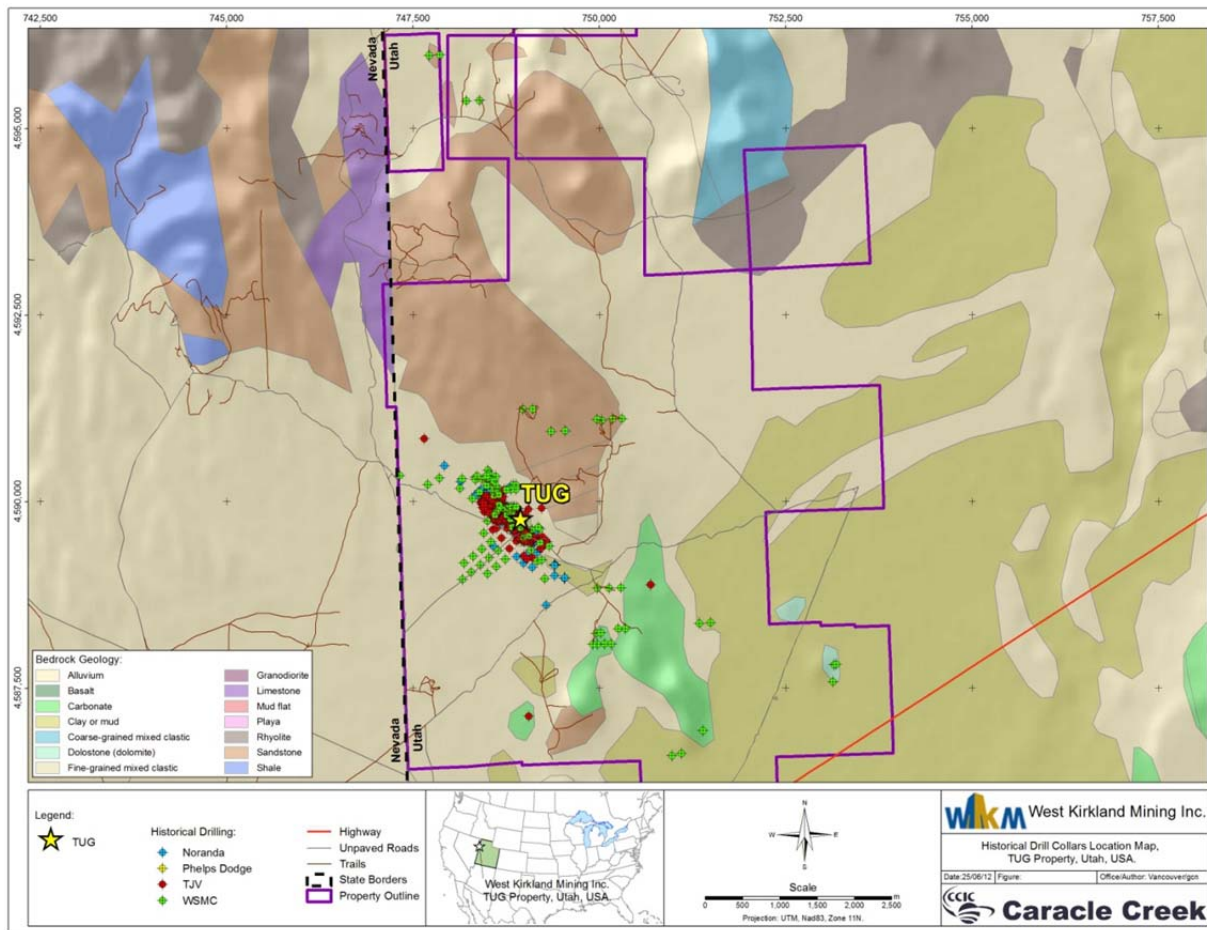 742,500 745,000 747,500 750,000 752,500 755,000 757,500
Nevada
Utah
4,595,000
4,592,500
4,590,000
4,587,500
TUG
Nevada
Utah
Bedrock Geology:
Alluvium
Basalt
Carbonate
Clay or mud
Coarse-grained mixed clastic
Dolostone (dolomite)
Fine-grained mixed clastic
Granodiorite
Limestone
Mud flat
Playa
Rhyolite
Sandstone
Shale
Legend:
TUG
Historical Drilling:
Noranda
Phelps Dodge
TJV
WSMC
Highway
Unpaved Roads
Trails
State Borders
Property Outline
West Kirkland Mining Inc.
TUG Property, Utah, USA.
N
W E
S
Scale
0 500 1,000 1,500 2,000 2,500
m
Projection: UTM, Nad83, Zone 11N.
WKM West Kirkland Mining Inc.
Historical Drill Collars Location Map,
TUG Property, Utah, USA.
Date:25/06/12 Figure: Office/Author: Vancouver/gcn
CCIC
Caracle Creek